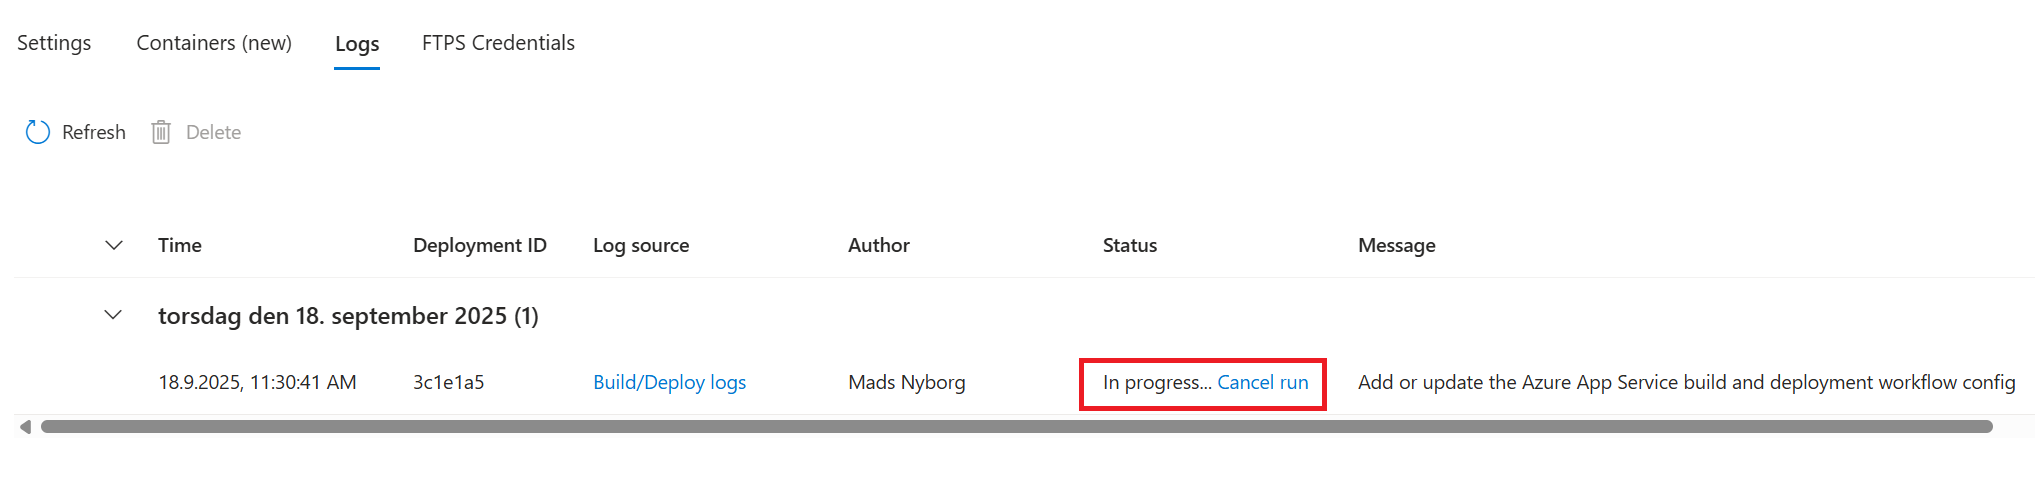 Settings Containers (new) Logs FTPS Credentials
Refresh Delete
Time Deployment ID Log source Author Status Message
torsdag den 18. september 2025 (1)
18.9.2025, 11:30:41 AM 3c1e1a5 Build/Deploy logs Mads Nyborg In progress... Cancel run Add or update the Azure App Service build and deployment workflow config